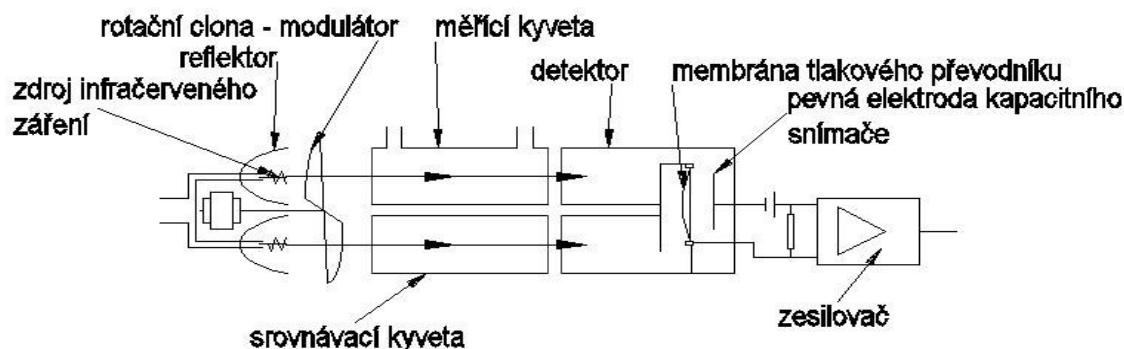 rotační clona - modulátor
reflektor
zdroj infračerveného
záření
měřící kyveta
detektor
membrána tlakového převodníku
pevná elektroda kapacitního
snímače
srovnávací kyveta
zesilovač